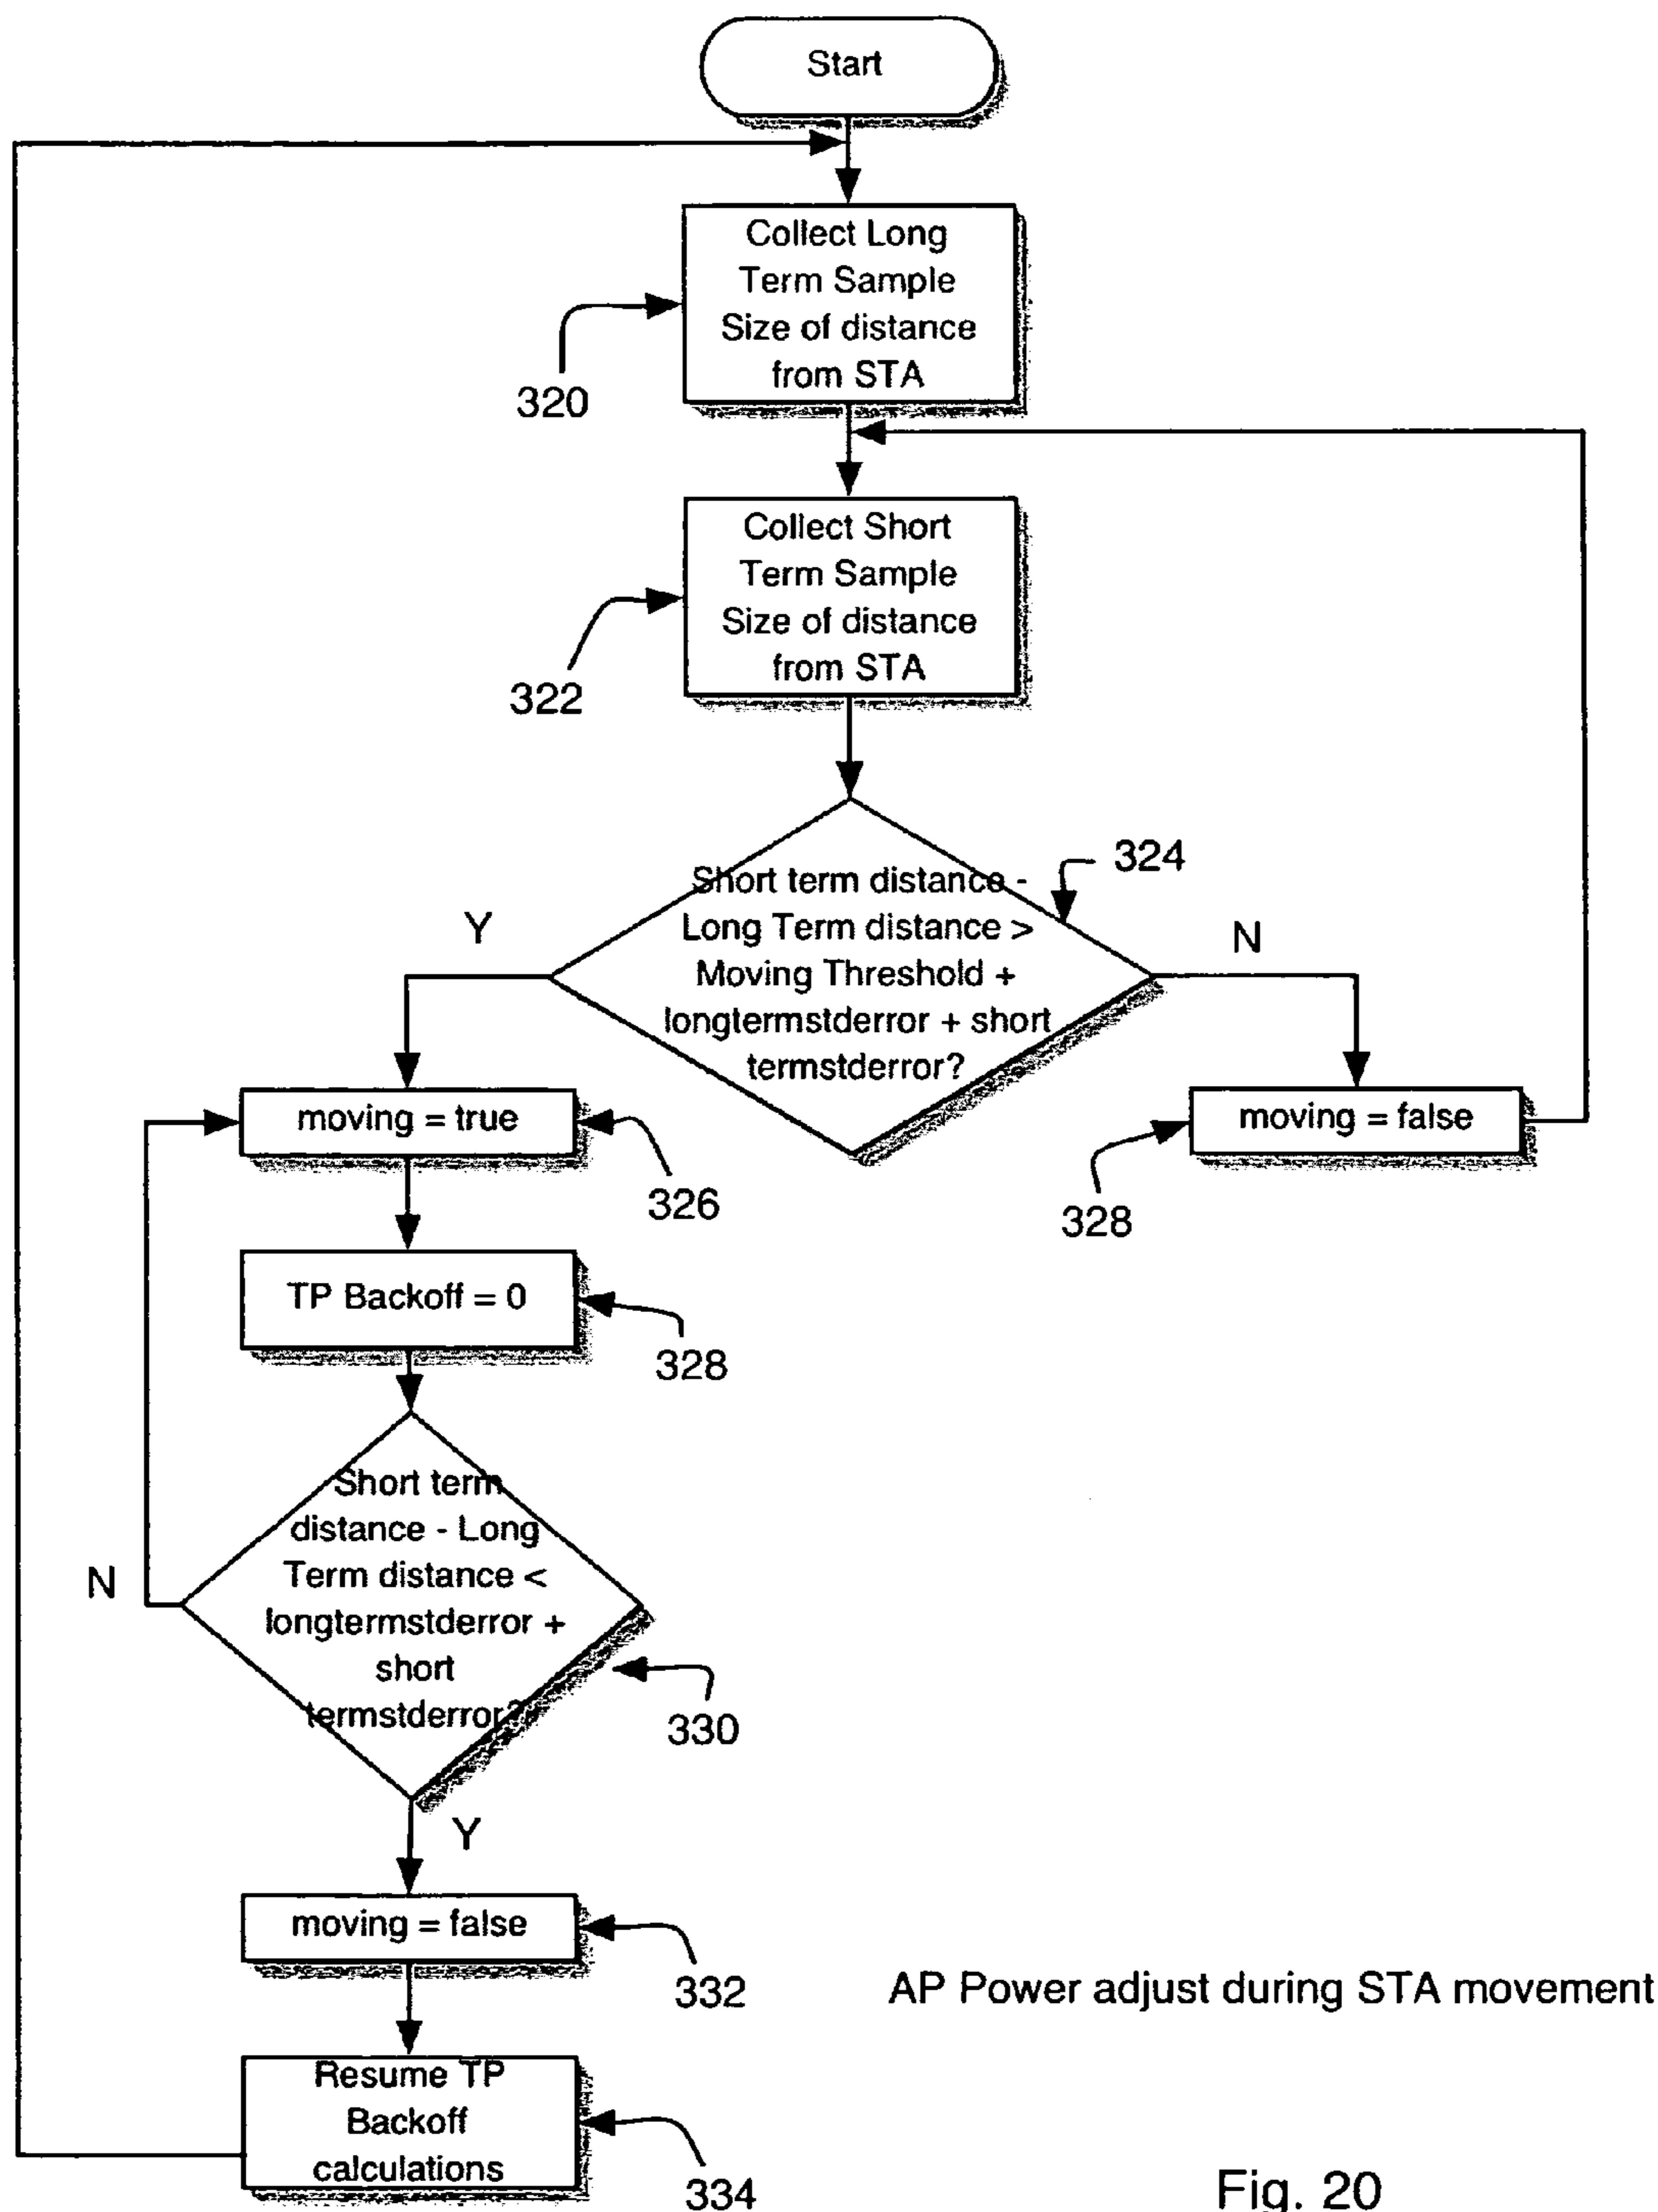 Start
Collect Long
Term Sample
Size of distance
from STA
320
Collect Short
Term Sample
Size of distance
from STA
322
Short term distance -
Long Term distance >
Moving Threshold +
longtermstderror + short
termstderror?
324
Y
N
moving = true
326
moving = false
328
TP Backoff = 0
328
Short term
distance - Long
Term distance <
longtermstderror +
short
termstderror?
330
N
Y
moving = false
332
Resume TP
Backoff
calculations
334
AP Power adjust during STA movement
Fig. 20